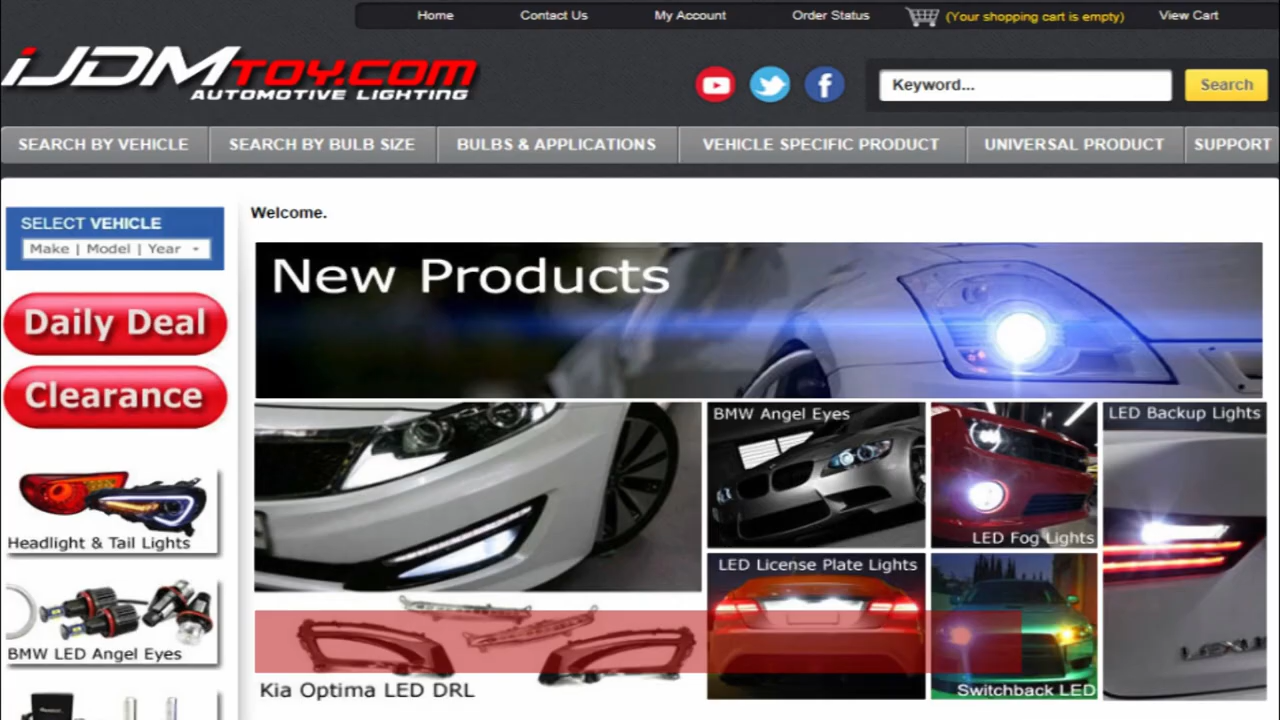 Home
Contact Us
My Account
Order Status
(Your shopping cart is empty)
View Cart
iJDMTOY.COM
AUTOMOTIVE LIGHTING
Keyword...
Search
SEARCH BY VEHICLE
SEARCH BY BULB SIZE
BULBS & APPLICATIONS
VEHICLE SPECIFIC PRODUCT
UNIVERSAL PRODUCT
SUPPORT
SELECT VEHICLE
Make | Model | Year
Daily Deal
Clearance
Headlight & Tail Lights
BMW LED Angel Eyes
Welcome.
New Products
Kia Optima LED DRL
BMW Angel Eyes
LED Fog Lights
LED Backup Lights
LED License Plate Lights
Switchback LED